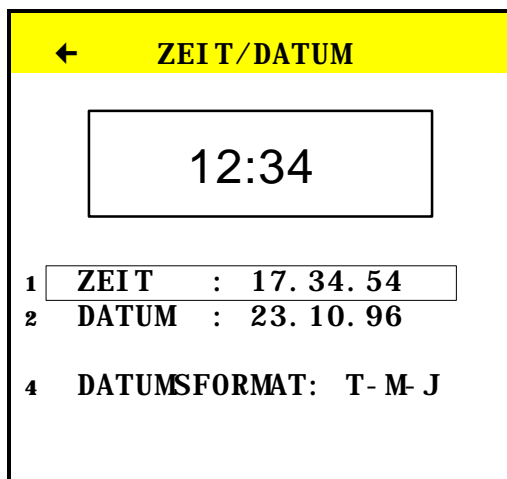 ← ZEIT/DATUM
12:34
1 ZEIT : 17.34.54
2 DATUM : 23.10.96
4 DATUMSFORMAT: T-M-J